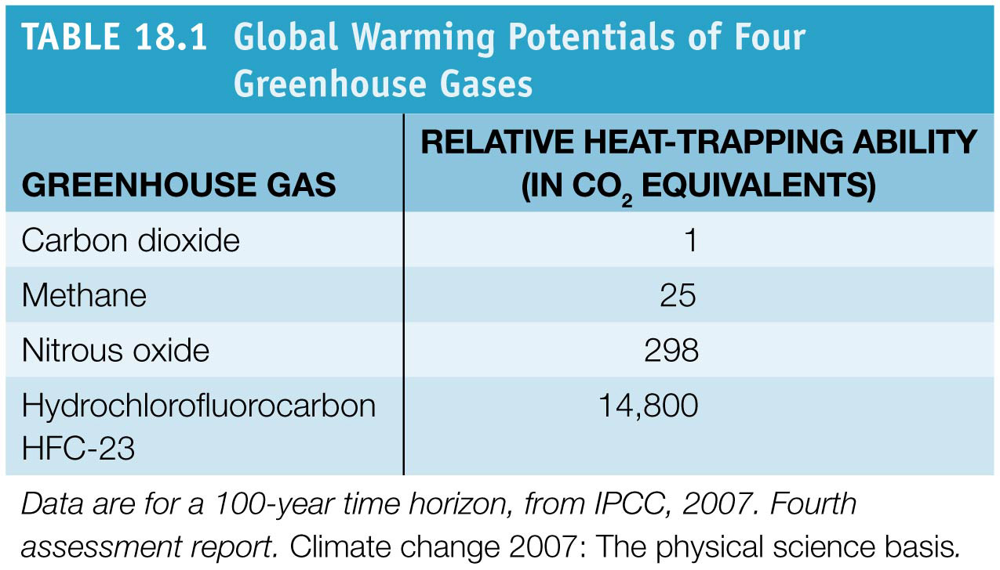 TABLE 18.1 Global Warming Potentials of Four
Greenhouse Gases
GREENHOUSE GAS
RELATIVE HEAT-TRAPPING ABILITY
(IN CO₂ EQUIVALENTS)
Carbon dioxide 1
Methane 25
Nitrous oxide 298
Hydrochlorofluorocarbon 14,800
HFC-23
Data are for a 100-year time horizon, from IPCC, 2007. Fourth
assessment report. Climate change 2007: The physical science basis.